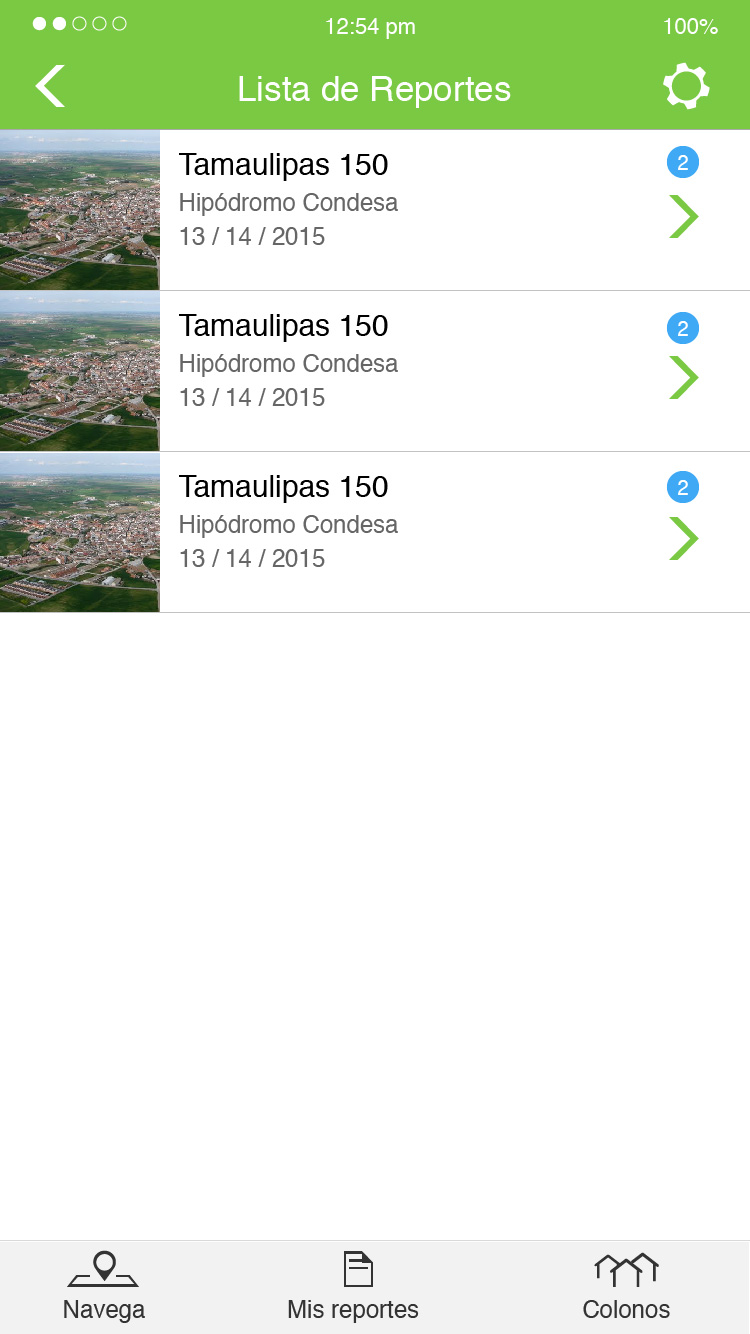 12:54 pm
100%
Lista de Reportes
Tamaulipas 150
2
Hipódromo Condesa
13 / 14 / 2015
Tamaulipas 150
2
Hipódromo Condesa
13 / 14 / 2015
Tamaulipas 150
2
Hipódromo Condesa
13 / 14 / 2015
Navega
Mis reportes
Colonos